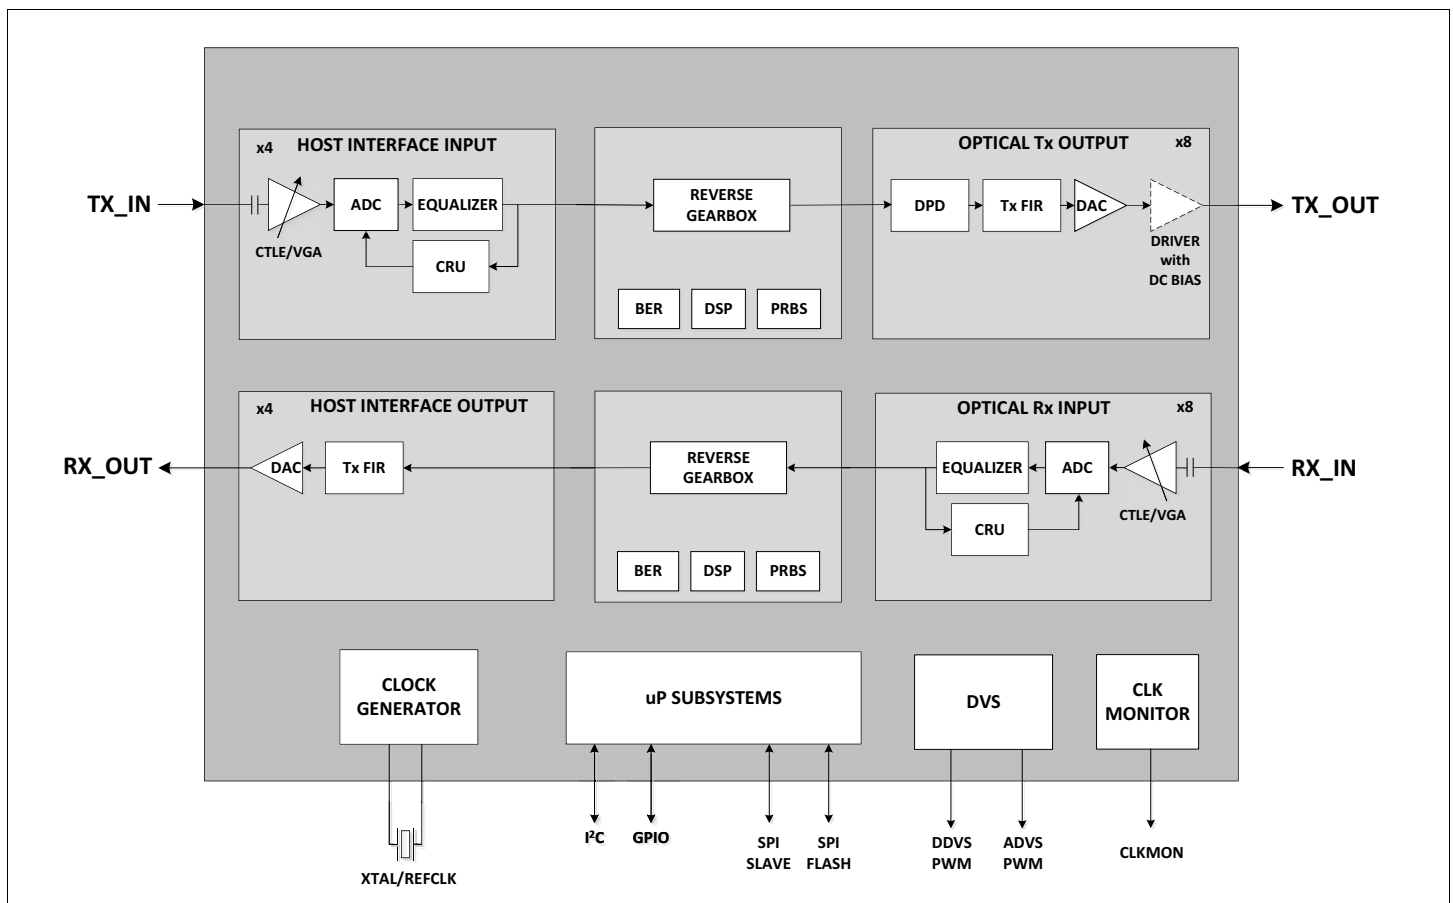 x4
HOST INTERFACE INPUT
OPTICAL Tx OUTPUT
x8
TX_IN
ADC
EQUALIZER
REVERSE
GEARBOX
DPD
Tx FIR
DAC
TX_OUT
CTLE/VGA
CRU
DRIVER
with
DC BIAS
BER
DSP
PRBS
x4
HOST INTERFACE OUTPUT
OPTICAL Rx INPUT
x8
RX_OUT
DAC
Tx FIR
REVERSE
GEARBOX
EQUALIZER
ADC
RX_IN
CTLE/VGA
CRU
BER
DSP
PRBS
CLOCK
GENERATOR
uP SUBSYSTEMS
DVS
CLK
MONITOR
I²C
GPIO
SPI
SLAVE
SPI
FLASH
DDVS
PWM
ADVS
PWM
CLKMON
XTAL/REFCLK